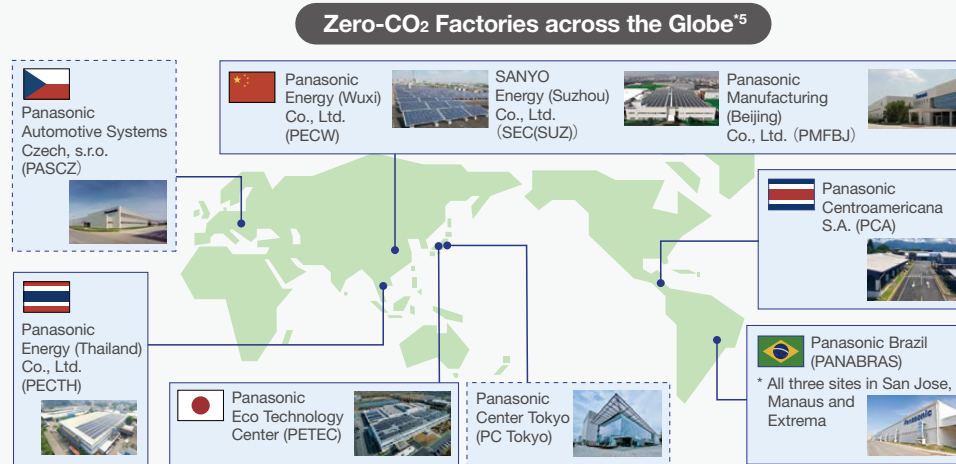 Zero-CO2 Factories across the Globe*5
Panasonic
Automotive Systems
Czech, s.r.o.
(PASCZ)
Panasonic
Energy (Wuxi)
Co., Ltd.
(PECW)
SANYO
Energy (Suzhou)
Co., Ltd.
(SEC(SUZ))
Panasonic
Manufacturing
(Beijing)
Co., Ltd. (PMFBJ)
Panasonic
Centroamericana
S.A. (PCA)
Panasonic
Energy (Thailand)
Co., Ltd.
(PECTH)
Panasonic
Eco Technology
Center (PETEC)
Panasonic
Center Tokyo
(PC Tokyo)
Panasonic Brazil
(PANABRAS)
* All three sites in San Jose,
Manaus and
Extrema
Panasonic